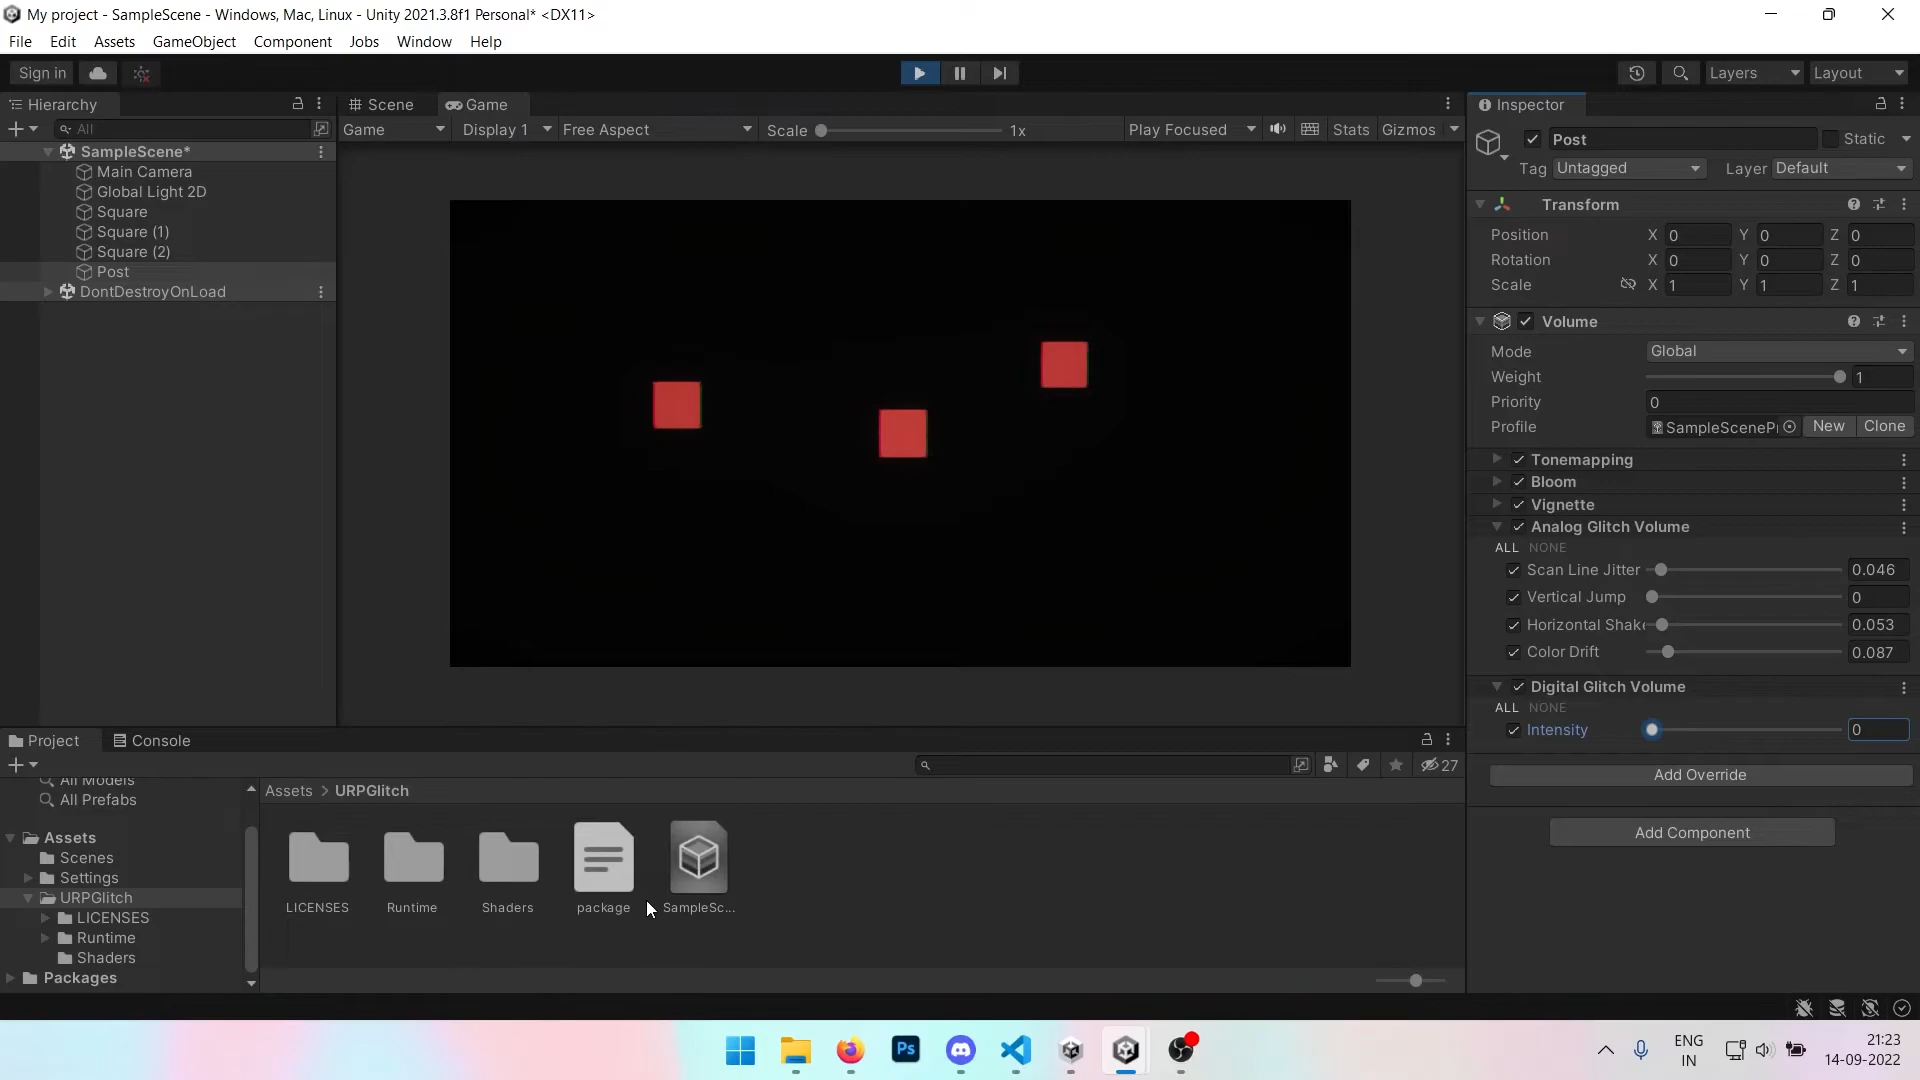 My project - SampleScene - Windows, Mac, Linux - Unity 2021.3.8f1 Personal* <DX11>
File Edit Assets GameObject Component Jobs Window Help
Sign in Layers Layout
Hierarchy Scene Game Inspector
All Game Display 1 Free Aspect Scale 1x Play Focused Stats Gizmos
Post Static
SampleScene*
Tag Untagged Layer Default
Main Camera
Global Light 2D
Square
Square (1)
Square (2)
Post
DontDestroyOnLoad
Transform
Position X 0 Y 0 Z 0
Rotation X 0 Y 0 Z 0
Scale X 1 Y 1 Z 1
Volume
Mode Global
Weight 1
Priority 0
Profile SampleScenePr New Clone
Tonemapping
Bloom
Vignette
Analog Glitch Volume
ALL NONE
Scan Line Jitter 0.046
Vertical Jump 0
Horizontal Shake 0.053
Color Drift 0.087
Digital Glitch Volume
ALL NONE
Intensity 0
Add Override
Add Component
Project Console
27
All Models
All Prefabs
Assets
Scenes
Settings
URPGlitch
LICENSES
Runtime
Shaders
Packages
Assets > URPGlitch
LICENSES Runtime Shaders package SampleSc...
Ps
ENG
IN
21:23
14-09-2022